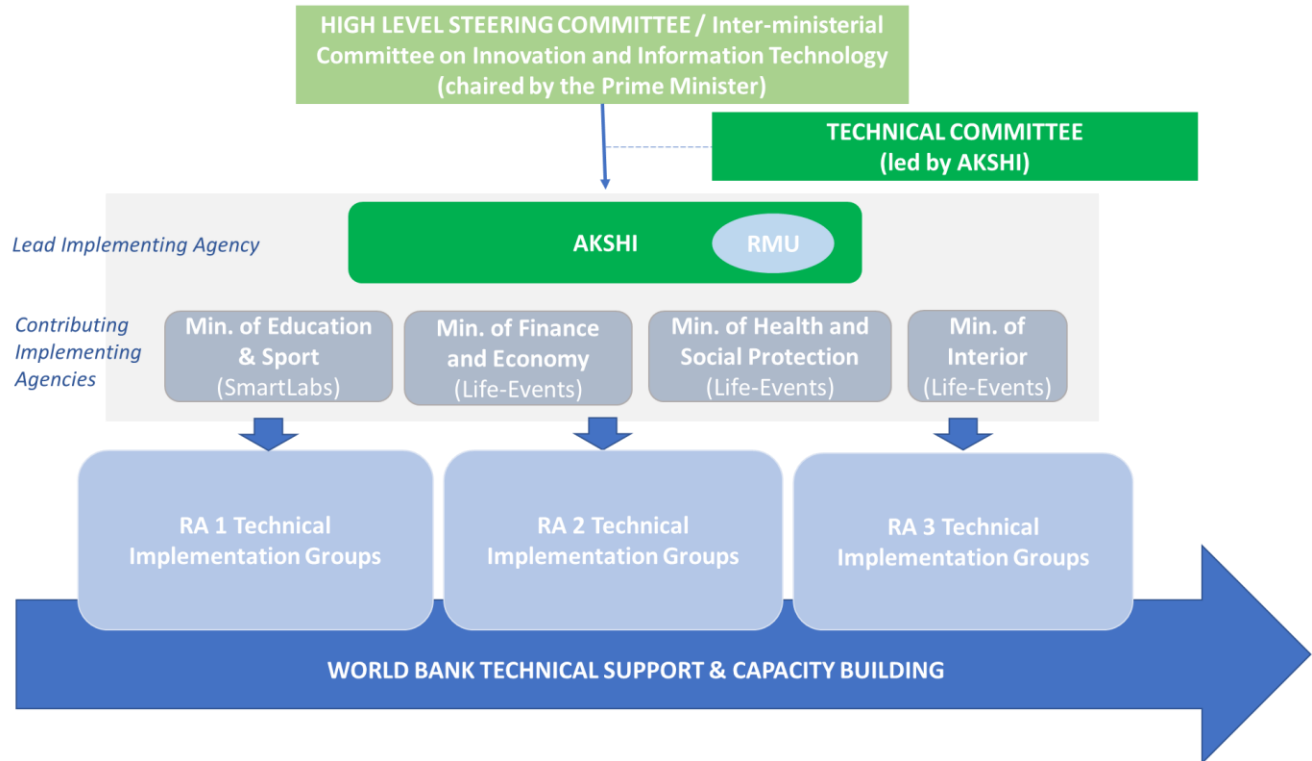 HIGH LEVEL STEERING COMMITTEE / Inter-ministerial
Committee on Innovation and Information Technology
(chaired by the Prime Minister)
TECHNICAL COMMITTEE
(led by AKSHI)
Lead Implementing Agency
AKSHI
RMU
Contributing
Implementing
Agencies
Min. of Education
& Sport
(SmartLabs)
Min. of Finance
and Economy
(Life-Events)
Min. of Health and
Social Protection
(Life-Events)
Min. of
Interior
(Life-Events)
RA 1 Technical
Implementation Groups
RA 2 Technical
Implementation Groups
RA 3 Technical
Implementation Groups
WORLD BANK TECHNICAL SUPPORT & CAPACITY BUILDING